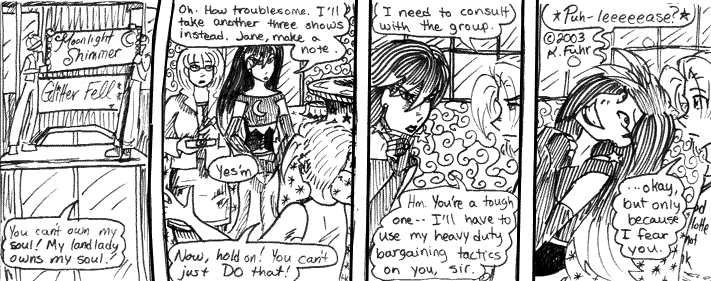 Moonlight
Shimmer
Glitter Fell
You can't own my
soul! My landlady
owns my soul.
Oh. How troublesome. I'll
take another three shows
instead. Jane, make a
note.
Yes'm
Now, hold on! You can't
just DO that!
I need to consult
with the group.
Hm. You're a tough
one-- I'll have to
use my heavy duty
bargaining tactics
on you, sir.
*Puh-leeeeease?*
©2003
K. Fuhr
...okay,
but only
because
I fear
you.